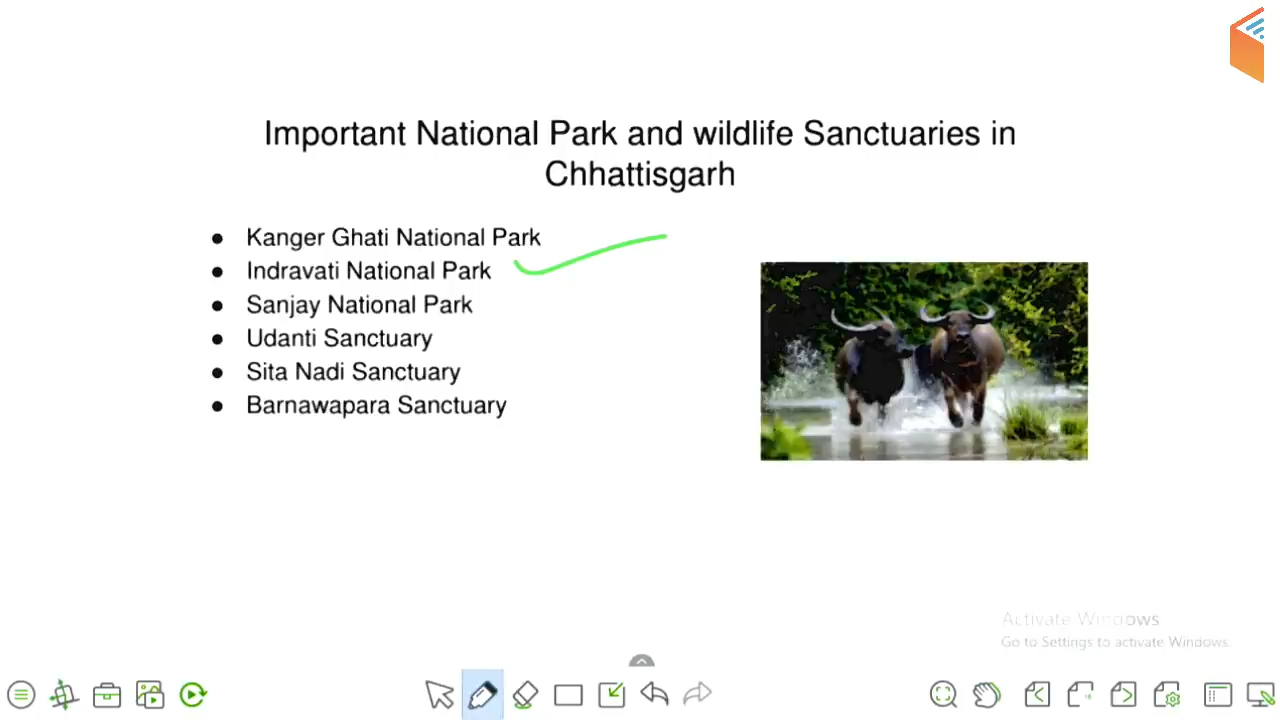 Important National Park and wildlife Sanctuaries in
Chhattisgarh
● Kanger Ghati National Park
● Indravati National Park
● Sanjay National Park
● Udanti Sanctuary
● Sita Nadi Sanctuary
● Barnawapara Sanctuary
Activate Windows
Go to Settings to activate Windows.